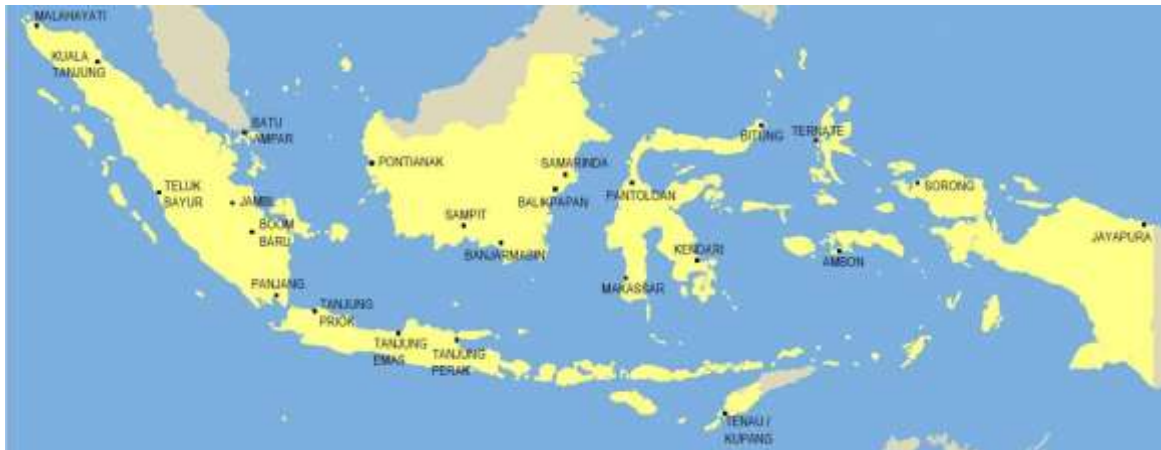 MALAHAYATI
KUALA
TANJUNG
BATU
AMPAR
TELUK
BAYUR
JAMBI
BOOM
BARU
PANJANG
TANJUNG
PRIOK
TANJUNG
EMAS
TANJUNG
PERAK
PONTIANAK
SAMPIT
BANJARMASIN
SAMARINDA
BALIKPAPAN
PANTOLOAN
BITUNG
TERNATE
KENDARI
MAKASSAR
AMBON
SORONG
JAYAPURA
TENAU /
KUPANG